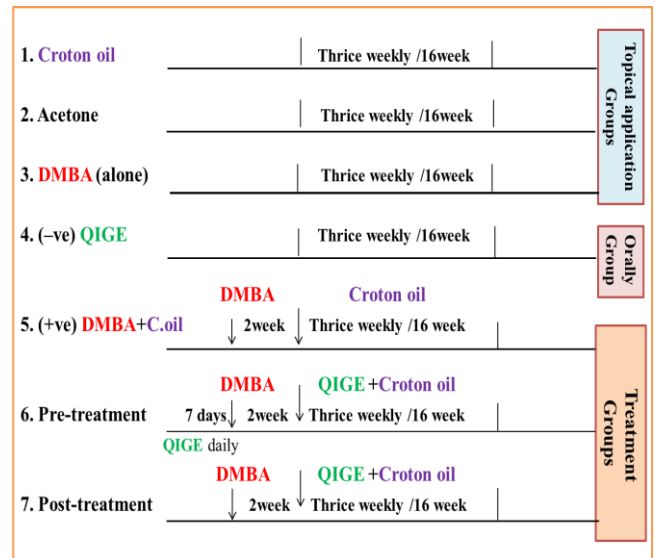 1. Croton oil Thrice weekly /16week
2. Acetone Thrice weekly /16week
3. DMBA (alone) Thrice weekly /16week
Topical application
Groups
4. (–ve) QIGE Thrice weekly /16week
Orally
Group
DMBA Croton oil
5. (+ve) DMBA+C.oil 2week Thrice weekly /16 week
DMBA QIGE +Croton oil
6. Pre-treatment 7 days 2week Thrice weekly /16 week
QIGE daily
DMBA QIGE +Croton oil
7. Post-treatment 2week Thrice weekly /16 week
Treatment
Groups